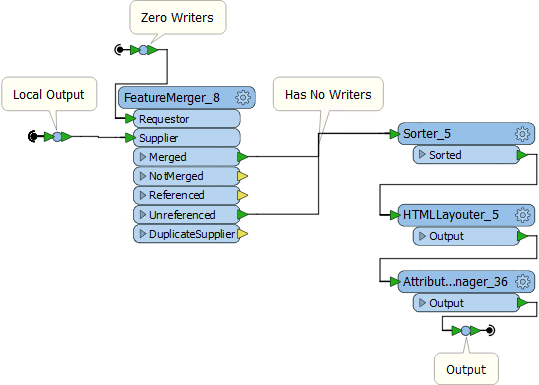 Zero Writers
Local Output
Has No Writers
FeatureMerger_8
Requestor
Supplier
Merged
NotMerged
Referenced
Unreferenced
DuplicateSupplier
Sorter_5
Sorted
HTMLLayouter_5
Output
Attribut...nager_36
Output
Output